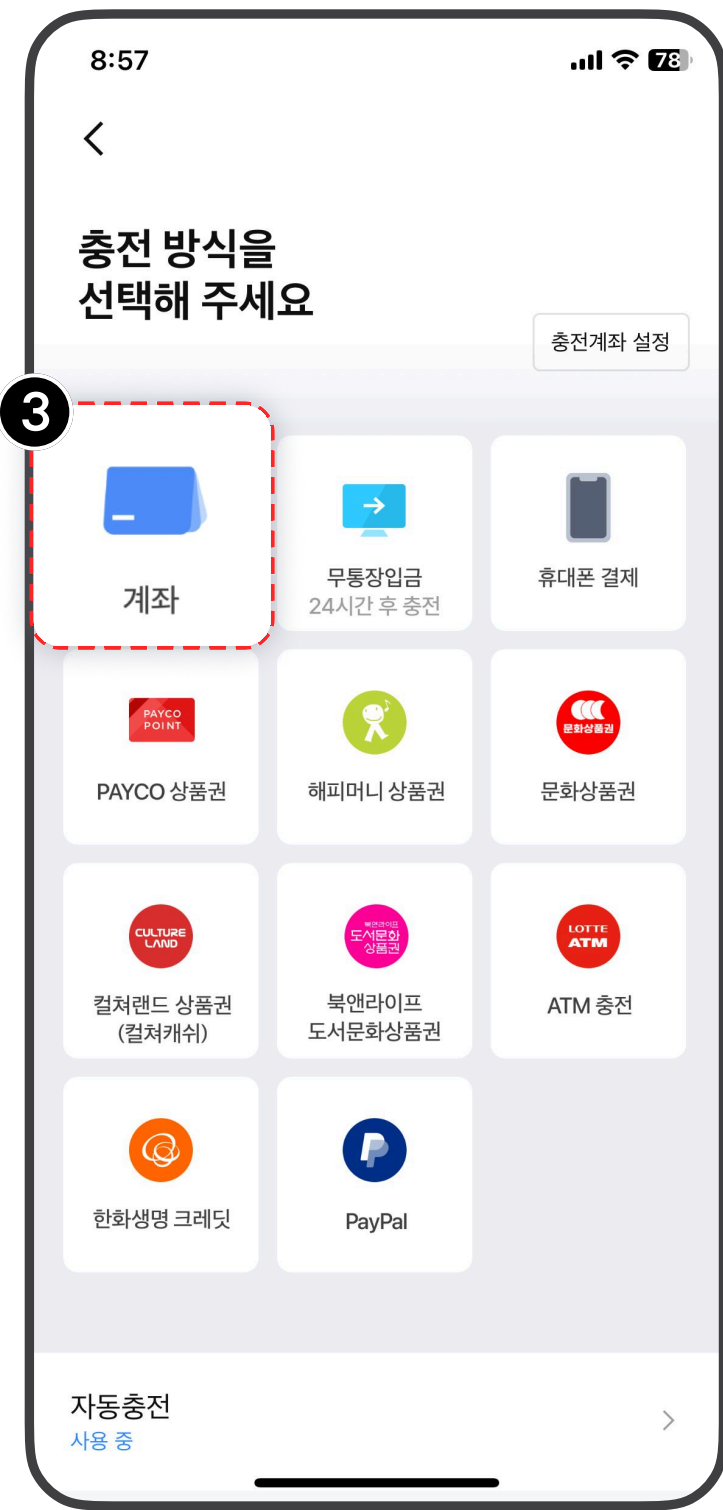 8:57
78
충전 방식을
선택해 주세요
충전계좌 설정
3
계좌
무통장입금
24시간 후 충전
휴대폰 결제
PAYCO
POINT
PAYCO 상품권
해피머니 상품권
문화상품권
문화상품권
CULTURE
LAND
컬쳐랜드 상품권
(컬쳐캐쉬)
북앤라이프
도서문화
상품권
북앤라이프
도서문화상품권
LOTTE
ATM
ATM 충전
한화생명 크레딧
PayPal
자동충전
사용 중